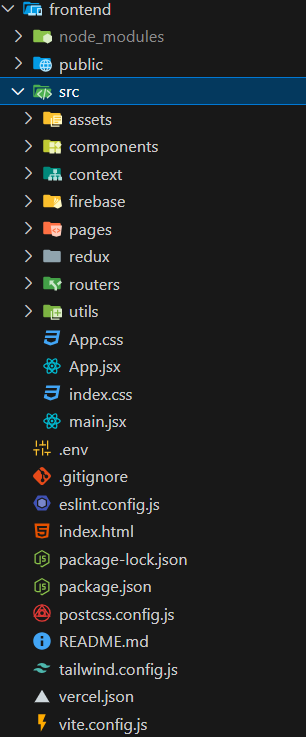 frontend
node_modules
public
src
assets
components
context
firebase
pages
redux
routers
utils
App.css
App.jsx
index.css
main.jsx
.env
.gitignore
eslint.config.js
index.html
package-lock.json
package.json
postcss.config.js
README.md
tailwind.config.js
vercel.json
vite.config.js